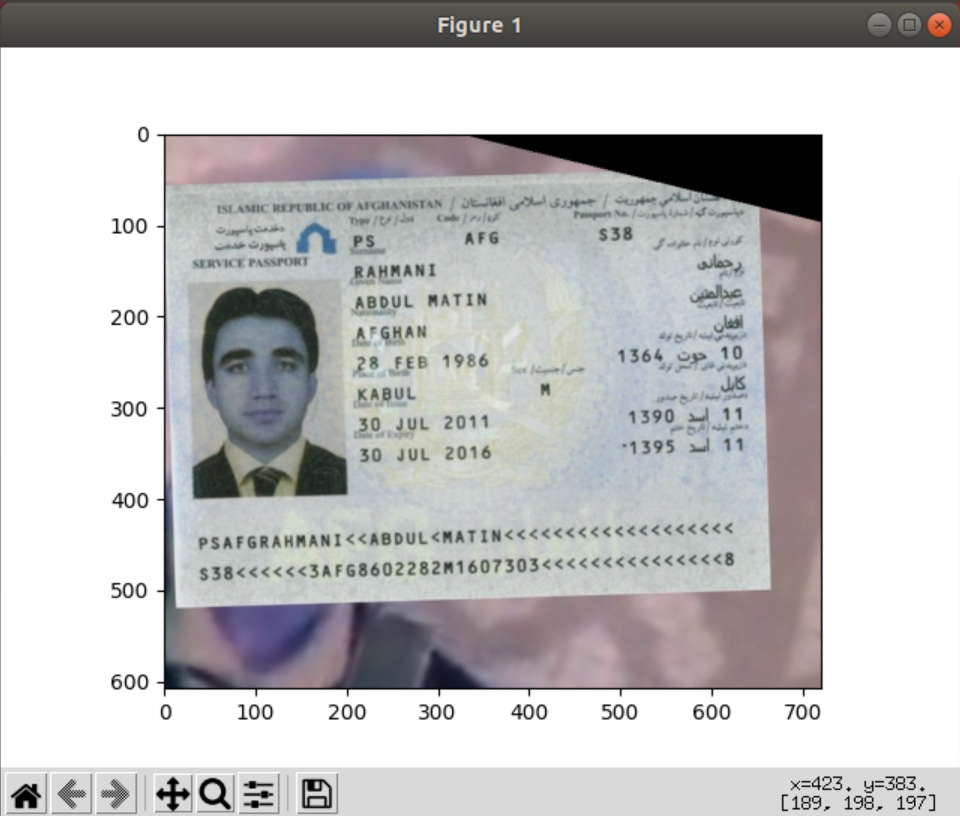 Figure 1
0
100
200
300
400
500
600
0 100 200 300 400 500 600 700
ISLAMIC REPUBLIC OF AFGHANISTAN / جمهوری اسلامی افغانستان /
دخدمت پاسپورت
پاسپورت خدمت
SERVICE PASSPORT
Type / Code / Passport No. /
PS AFG S38
Surname
RAHMANI رحمانی
Given Name
ABDUL MATIN عبدالمتین
Nationality
AFGHAN افغان
Date of Birth
28 FEB 1986 10 حوت 1364
Place of Birth Sex / جنس / جنسیت
KABUL M کابل
Date of Issue
30 JUL 2011 11 اسد 1390
Date of Expiry
30 JUL 2016 11 اسد 1395
PSAFGRAHMANI<<ABDUL<MATIN<<<<<<<<<<<<<<<<<<<
S38<<<<<<3AFG8602282M1607303<<<<<<<<<<<<<<<8
x=423. y=383.
[189, 198, 197]